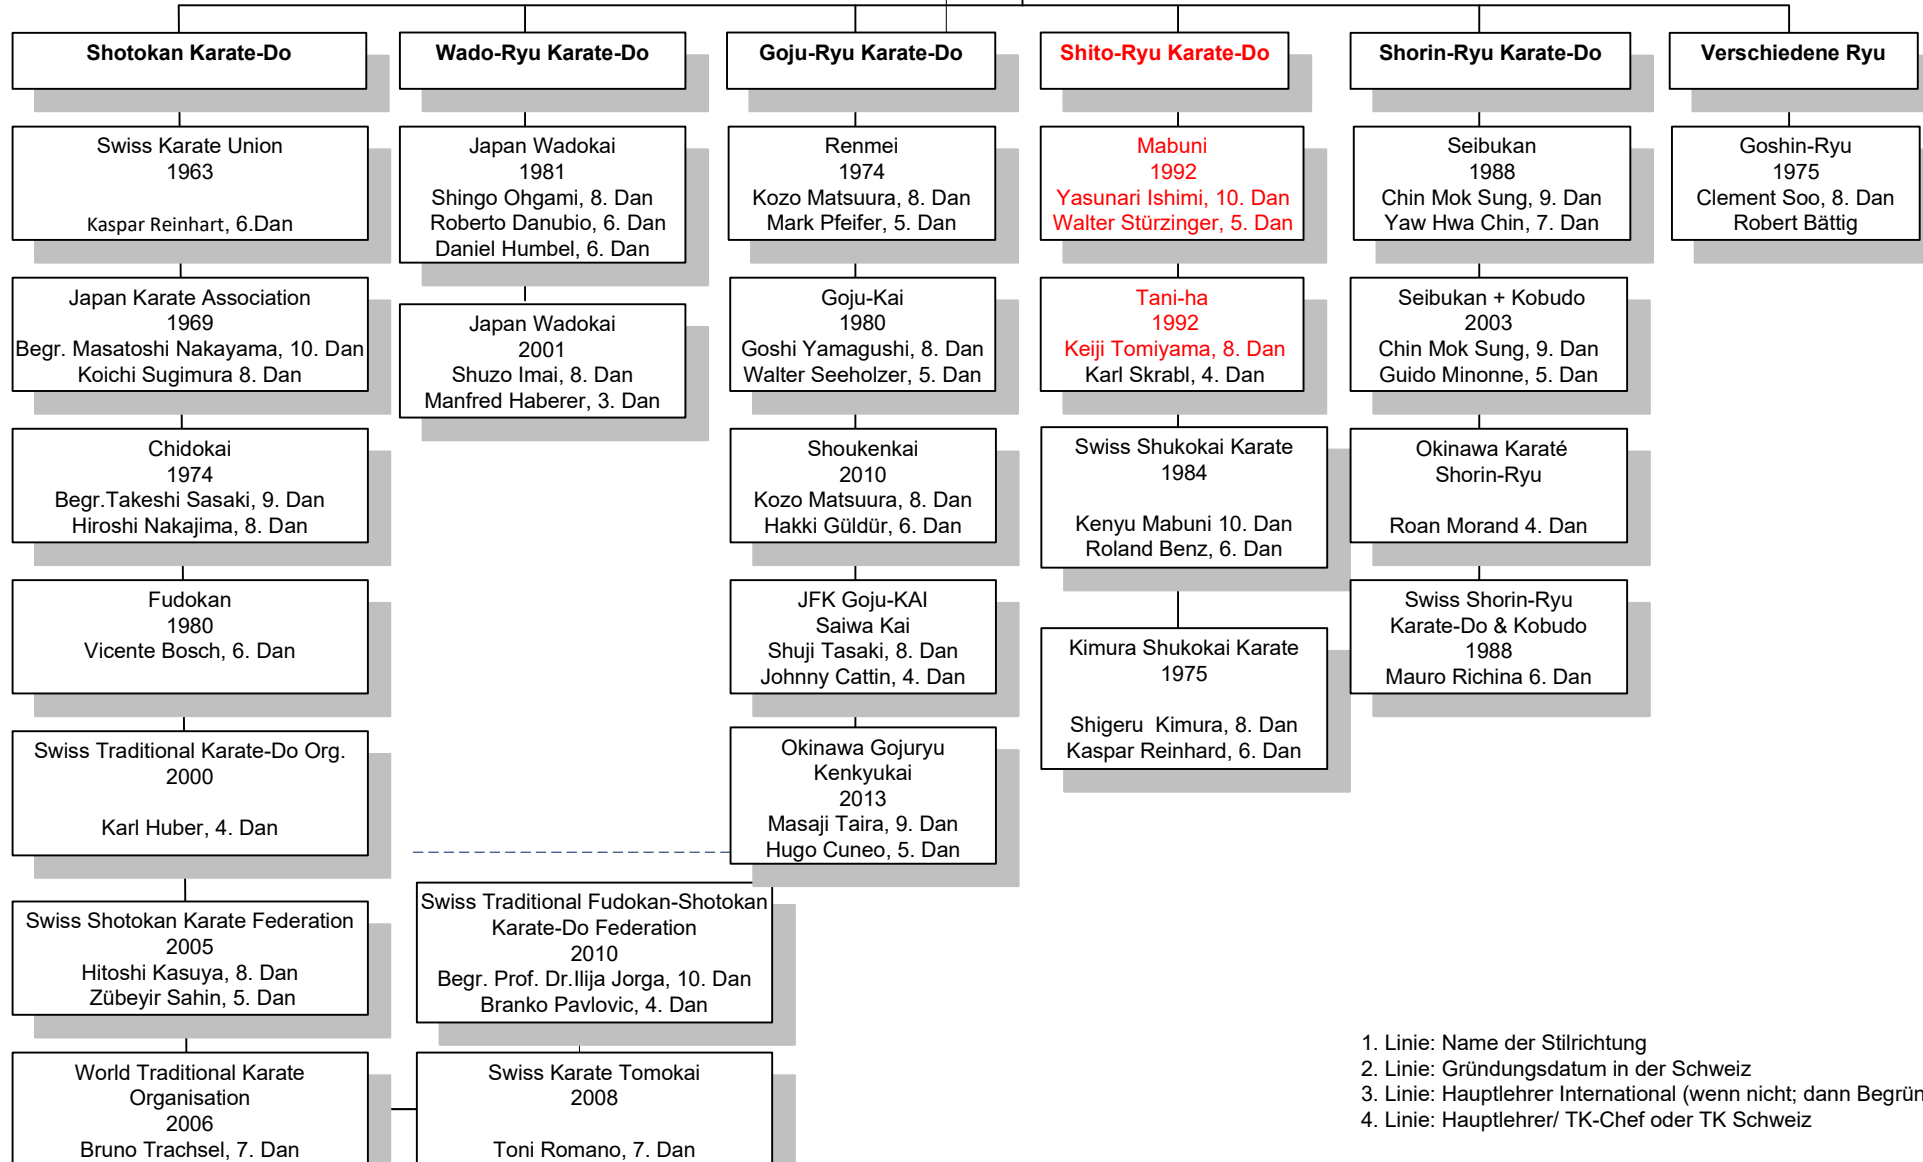 Shotokan Karate-Do
Swiss Karate Union
1963
Kaspar Reinhart, 6.Dan
Japan Karate Association
1969
Begr. Masatoshi Nakayama, 10. Dan
Koichi Sugimura 8. Dan
Chidokai
1974
Begr.Takeshi Sasaki, 9. Dan
Hiroshi Nakajima, 8. Dan
Fudokan
1980
Vicente Bosch, 6. Dan
Swiss Traditional Karate-Do Org.
2000
Karl Huber, 4. Dan
Swiss Shotokan Karate Federation
2005
Hitoshi Kasuya, 8. Dan
Zübeyir Sahin, 5. Dan
World Traditional Karate
Organisation
2006
Bruno Trachsel, 7. Dan
Wado-Ryu Karate-Do
Japan Wadokai
1981
Shingo Ohgami, 8. Dan
Roberto Danubio, 6. Dan
Daniel Humbel, 6. Dan
Japan Wadokai
2001
Shuzo Imai, 8. Dan
Manfred Haberer, 3. Dan
Swiss Traditional Fudokan-Shotokan
Karate-Do Federation
2010
Begr. Prof. Dr.Ilija Jorga, 10. Dan
Branko Pavlovic, 4. Dan
Swiss Karate Tomokai
2008
Toni Romano, 7. Dan
Goju-Ryu Karate-Do
Renmei
1974
Kozo Matsuura, 8. Dan
Mark Pfeifer, 5. Dan
Goju-Kai
1980
Goshi Yamagushi, 8. Dan
Walter Seeholzer, 5. Dan
Shoukenkai
2010
Kozo Matsuura, 8. Dan
Hakki Güldür, 6. Dan
JFK Goju-KAI
Saiwa Kai
Shuji Tasaki, 8. Dan
Johnny Cattin, 4. Dan
Okinawa Gojuryu
Kenkyukai
2013
Masaji Taira, 9. Dan
Hugo Cuneo, 5. Dan
Shito-Ryu Karate-Do
Mabuni
1992
Yasunari Ishimi, 10. Dan
Walter Stürzinger, 5. Dan
Tani-ha
1992
Keiji Tomiyama, 8. Dan
Karl Skrabl, 4. Dan
Swiss Shukokai Karate
1984
Kenyu Mabuni 10. Dan
Roland Benz, 6. Dan
Kimura Shukokai Karate
1975
Shigeru Kimura, 8. Dan
Kaspar Reinhard, 6. Dan
Shorin-Ryu Karate-Do
Seibukan
1988
Chin Mok Sung, 9. Dan
Yaw Hwa Chin, 7. Dan
Seibukan + Kobudo
2003
Chin Mok Sung, 9. Dan
Guido Minonne, 5. Dan
Okinawa Karaté
Shorin-Ryu
Roan Morand 4. Dan
Swiss Shorin-Ryu
Karate-Do & Kobudo
1988
Mauro Richina 6. Dan
Verschiedene Ryu
Goshin-Ryu
1975
Clement Soo, 8. Dan
Robert Bättig
1. Linie: Name der Stilrichtung
2. Linie: Gründungsdatum in der Schweiz
3. Linie: Hauptlehrer International (wenn nicht; dann Begrün
4. Linie: Hauptlehrer/ TK-Chef oder TK Schweiz